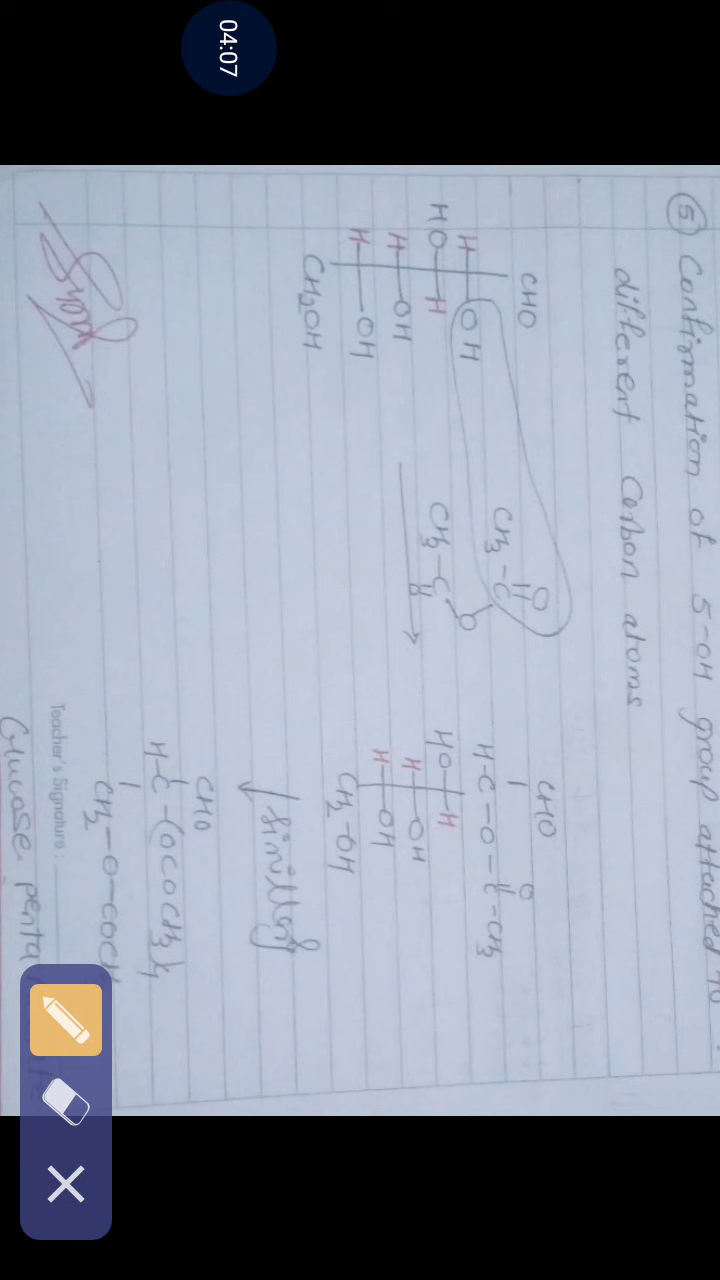 04:07
⑤ Confirmation of 5-OH group attached to
different Carbon atoms
CHO
H OH
HO H
H OH
H OH
CH₂OH
O
CH₃-C
O
CH₃-C
CHO
O
H-C-O-C-CH₃
HO H
H OH
H OH
CH₂-OH
Similarly
CHO
H-C-(OCOCH₃)₄
CH₂-O-COCH
Teacher's Signature :
Glucose penta